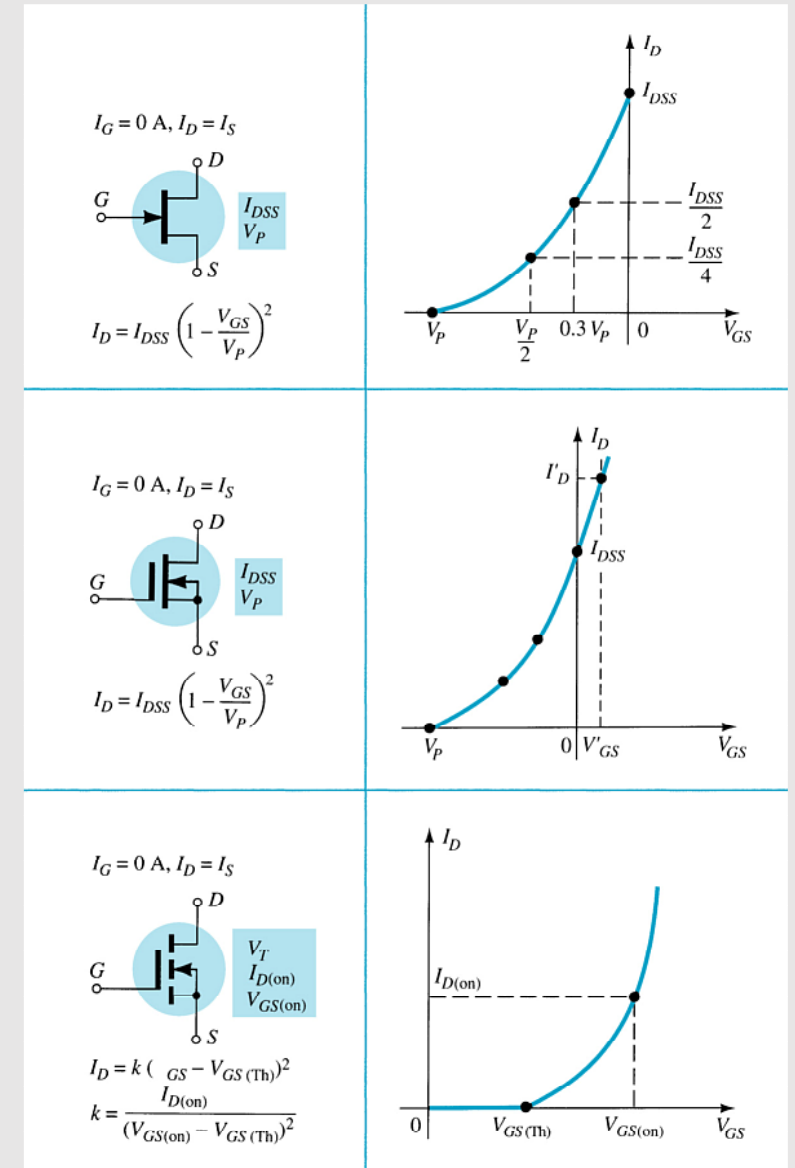 I_G = 0 A, I_D = I_S
D
G
I_DSS
V_P
S
I_D = I_DSS (1 - V_GS/V_P)^2
I_D
I_DSS
I_DSS/2
I_DSS/4
V_P
V_P/2
0.3 V_P
0
V_GS
I_G = 0 A, I_D = I_S
D
G
I_DSS
V_P
S
I_D = I_DSS (1 - V_GS/V_P)^2
I_D
I'_D
I_DSS
V_P
0
V'_GS
V_GS
I_G = 0 A, I_D = I_S
D
G
V_T
I_D(on)
V_GS(on)
S
I_D = k ( _GS - V_GS (Th))^2
k = I_D(on)/(V_GS(on) - V_GS (Th))^2
I_D
I_D(on)
0
V_GS(Th)
V_GS(on)
V_GS